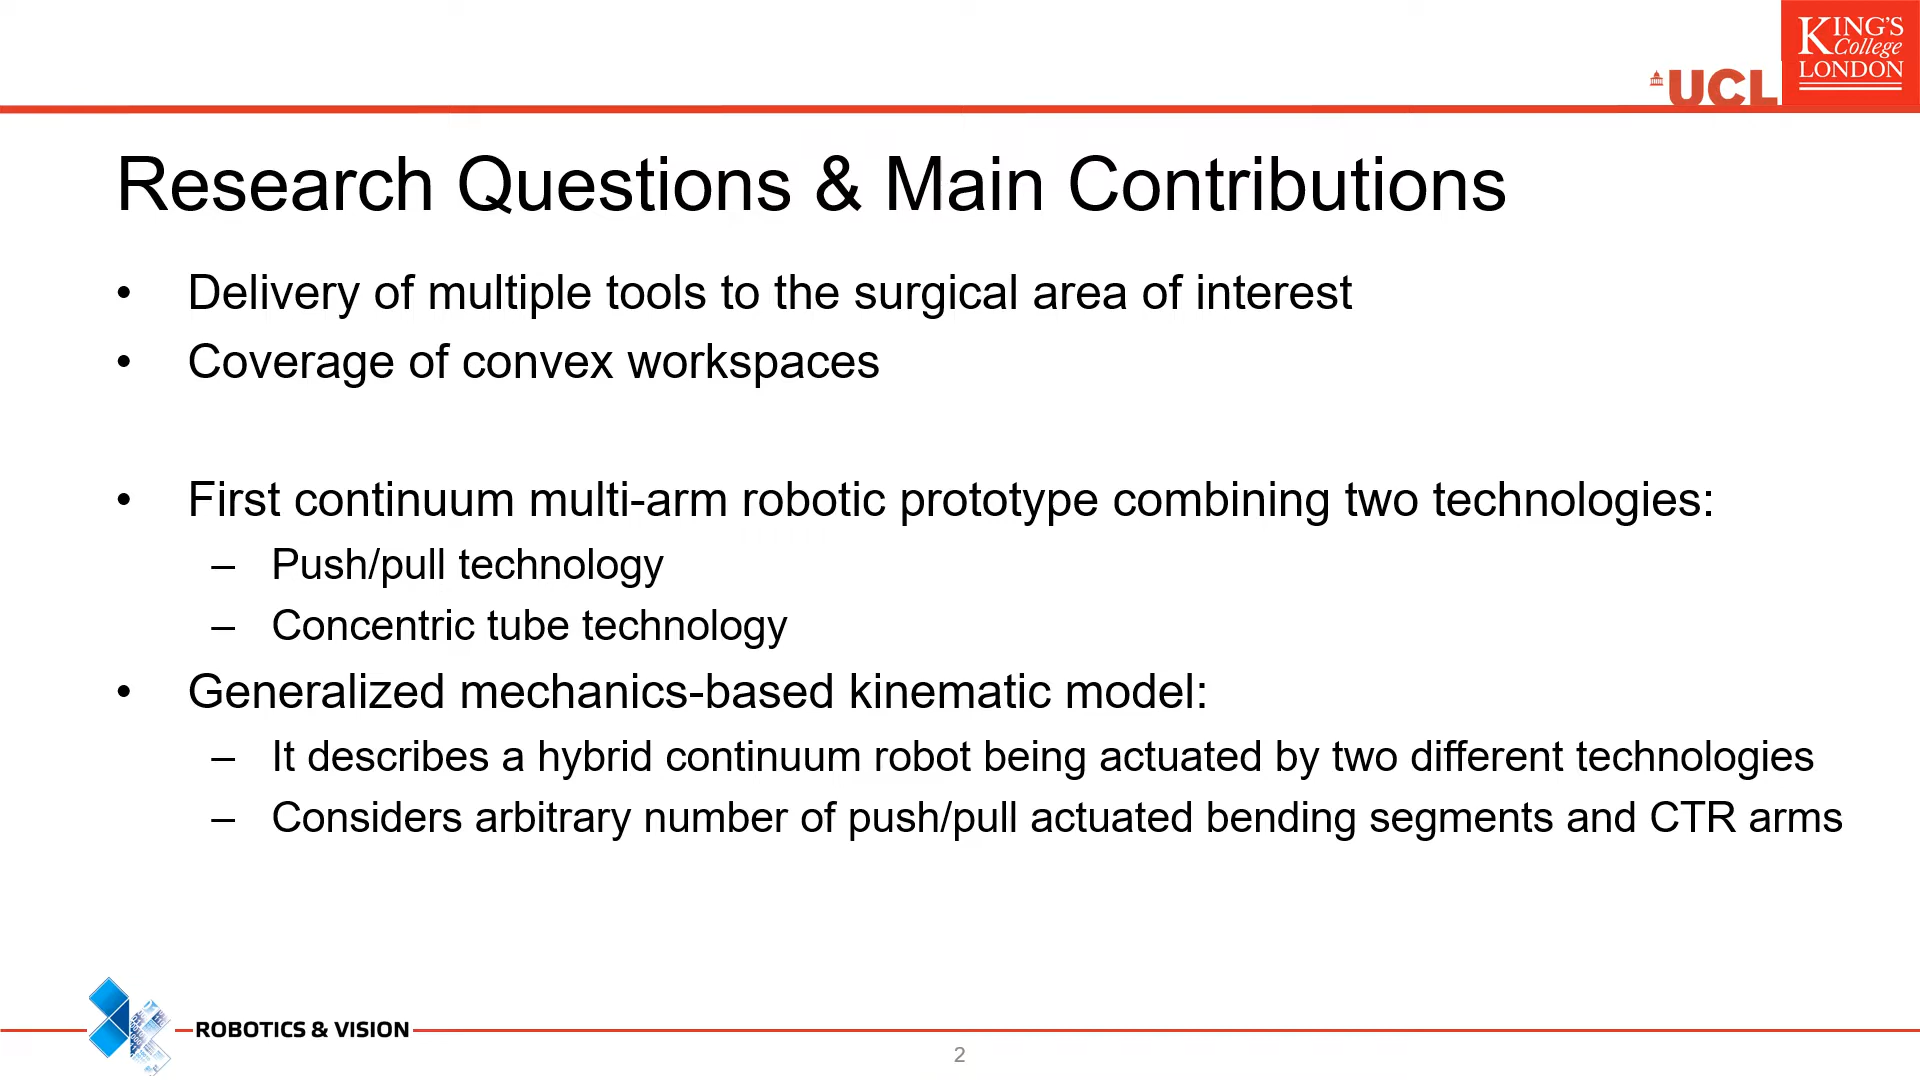 KING'S
College
LONDON
UCL
Research Questions & Main Contributions
• Delivery of multiple tools to the surgical area of interest
• Coverage of convex workspaces
• First continuum multi-arm robotic prototype combining two technologies:
– Push/pull technology
– Concentric tube technology
• Generalized mechanics-based kinematic model:
– It describes a hybrid continuum robot being actuated by two different technologies
– Considers arbitrary number of push/pull actuated bending segments and CTR arms
ROBOTICS & VISION
2